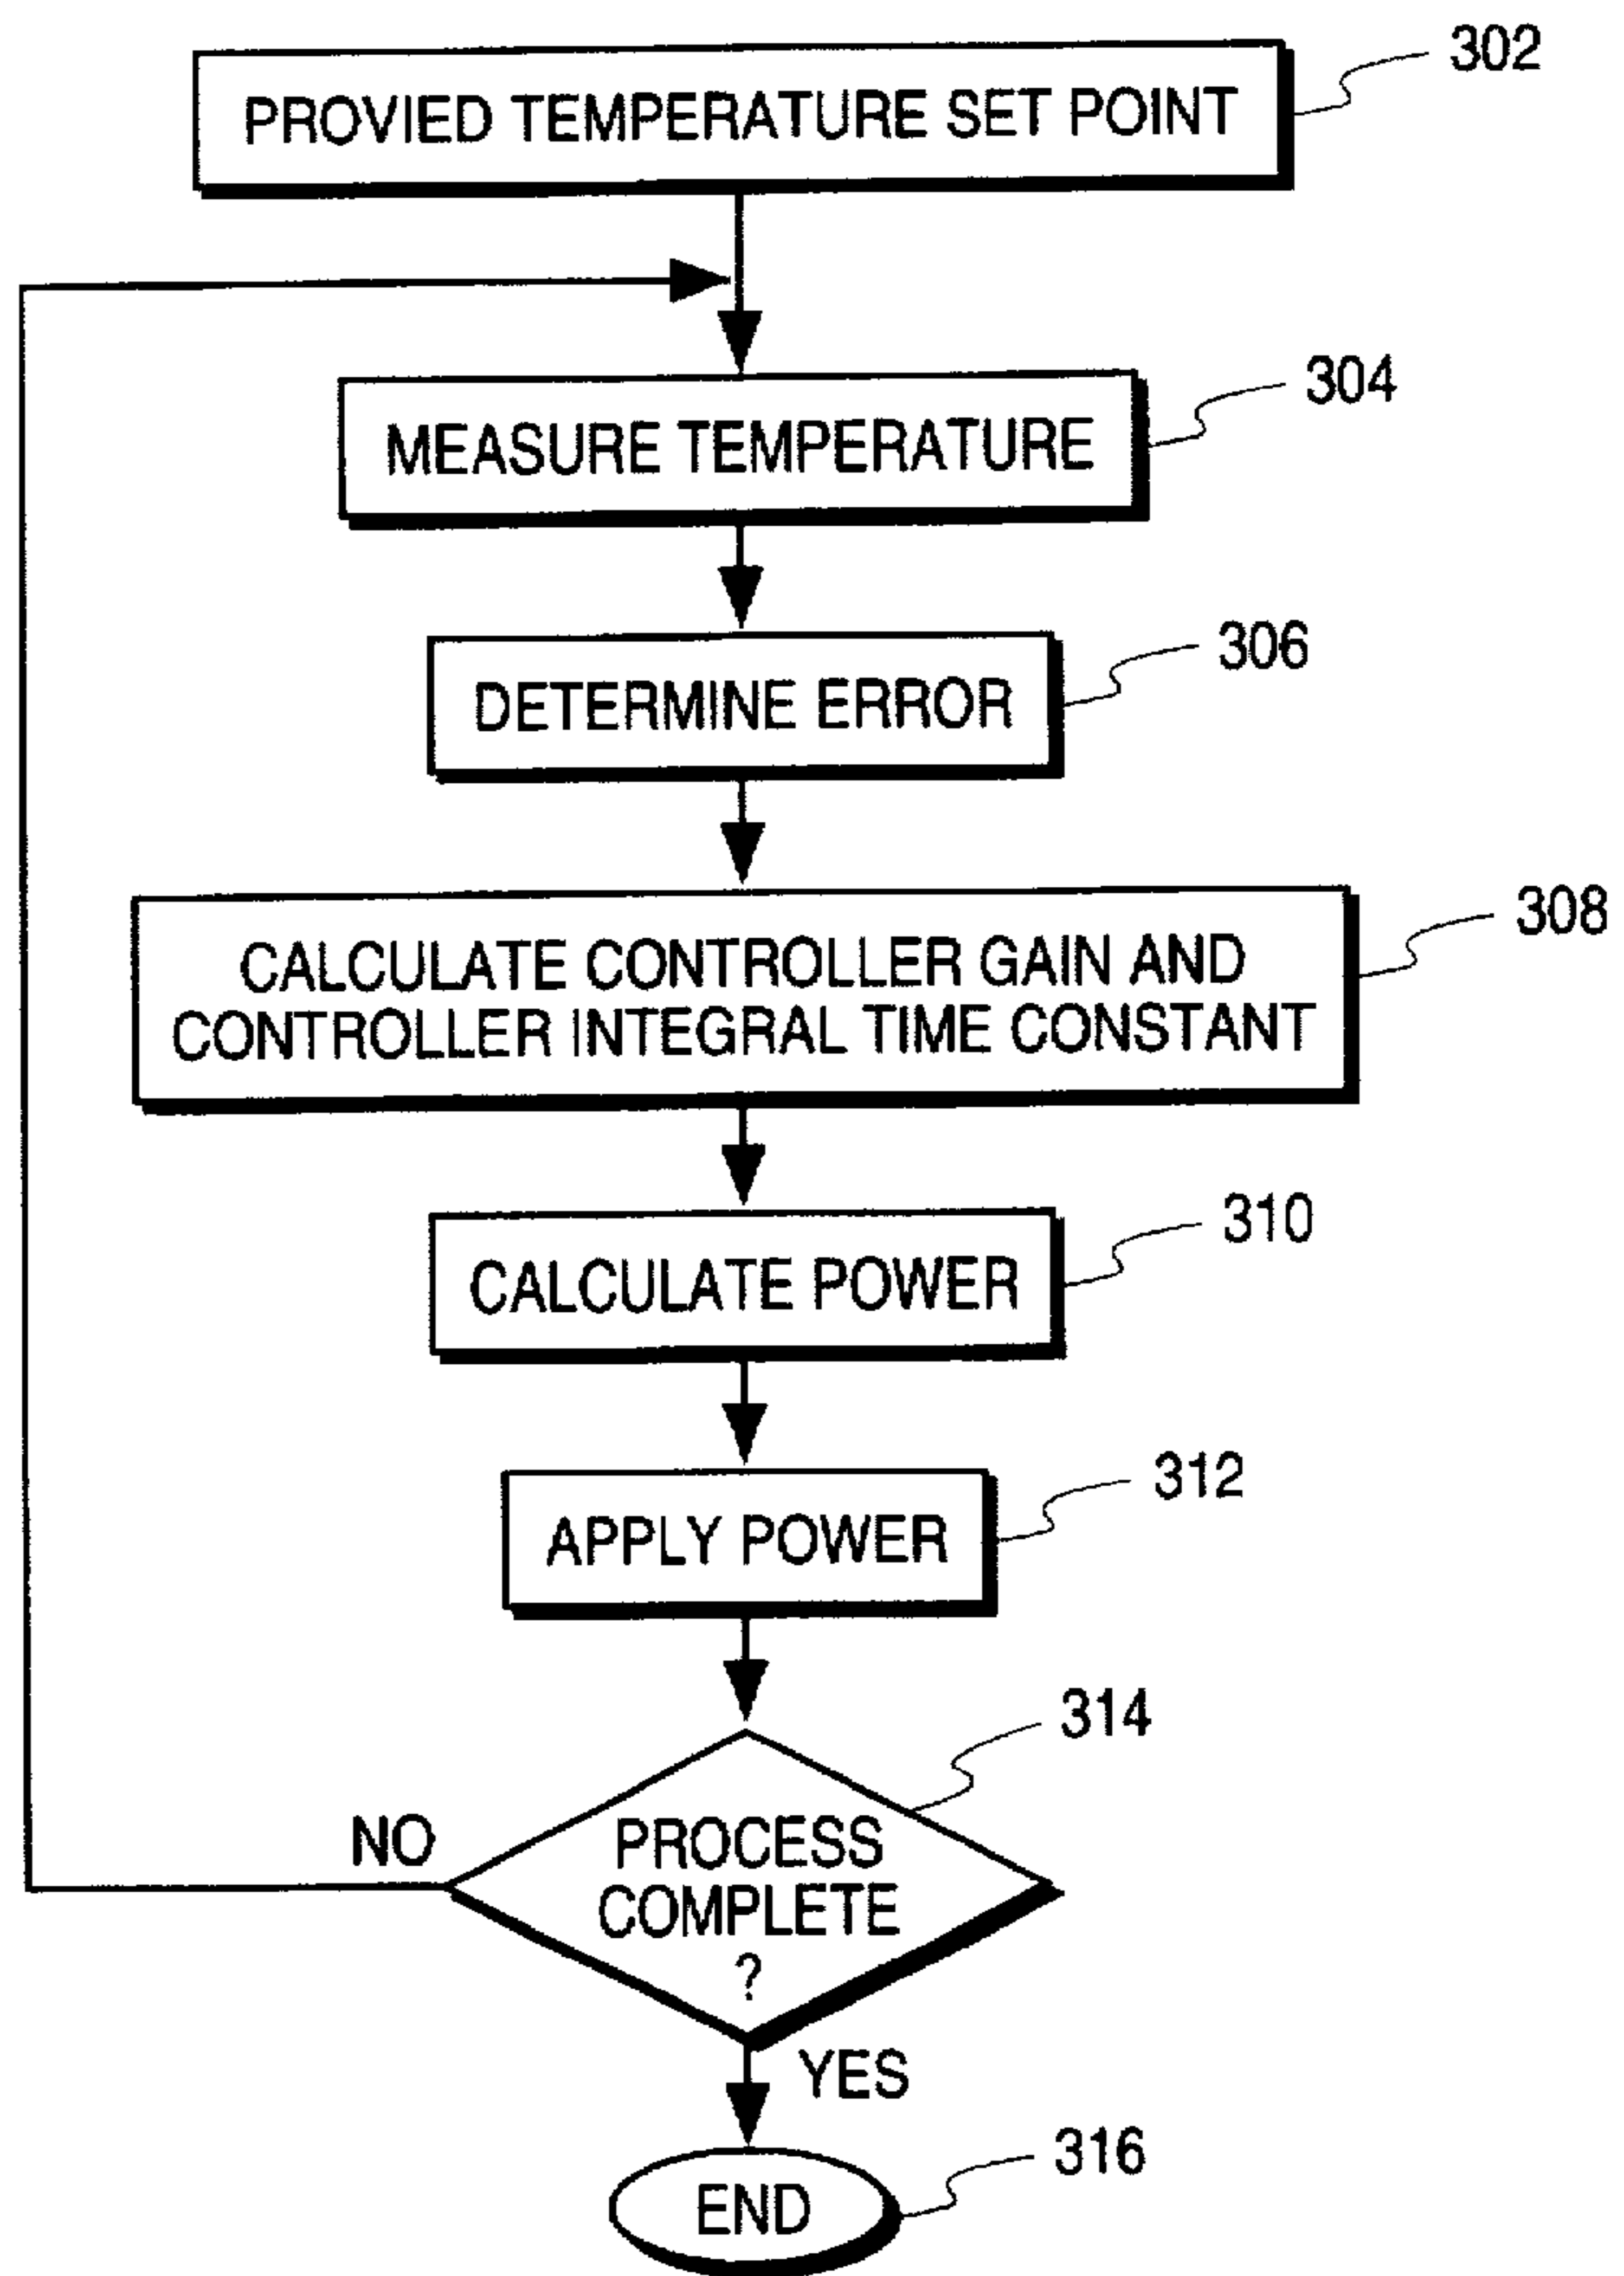 302
PROVIED TEMPERATURE SET POINT
304
MEASURE TEMPERATURE
306
DETERMINE ERROR
308
CALCULATE CONTROLLER GAIN AND
CONTROLLER INTEGRAL TIME CONSTANT
310
CALCULATE POWER
312
APPLY POWER
314
NO
PROCESS
COMPLETE
?
YES
316
END